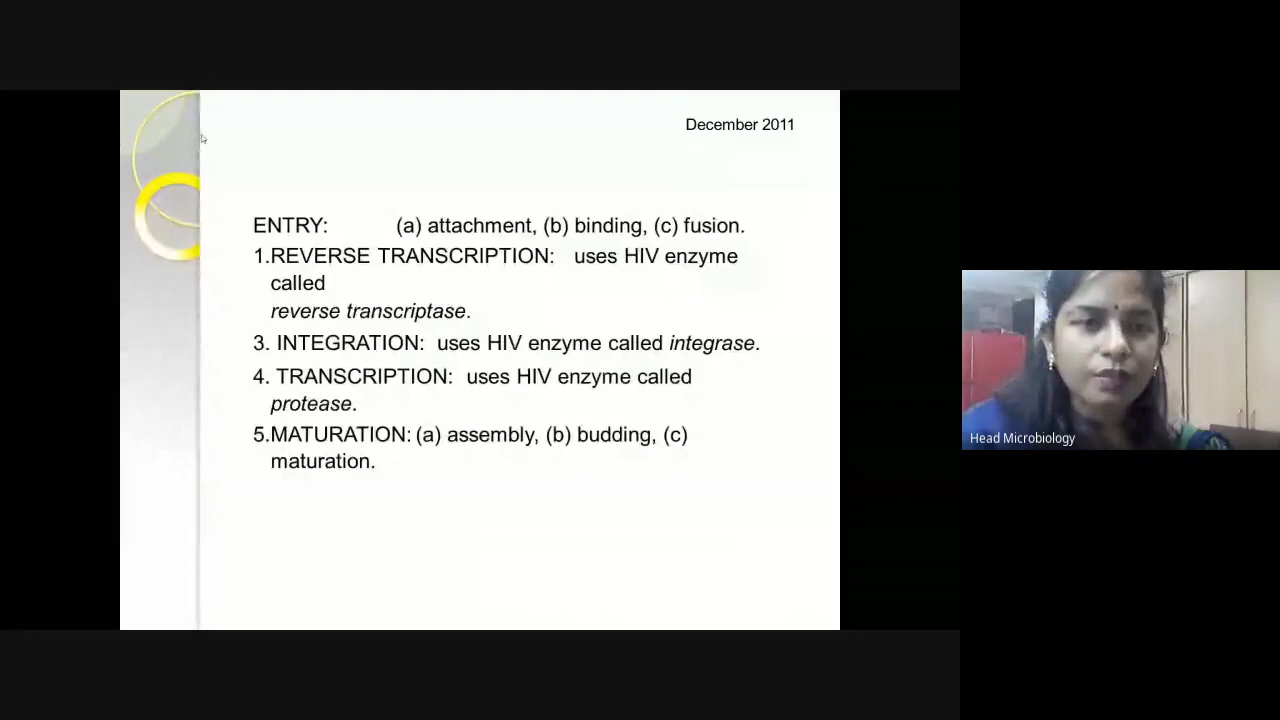 December 2011
ENTRY: (a) attachment, (b) binding, (c) fusion.
1.REVERSE TRANSCRIPTION: uses HIV enzyme
called
reverse transcriptase.
3. INTEGRATION: uses HIV enzyme called integrase.
4. TRANSCRIPTION: uses HIV enzyme called
protease.
5.MATURATION: (a) assembly, (b) budding, (c)
maturation.
Head Microbiology